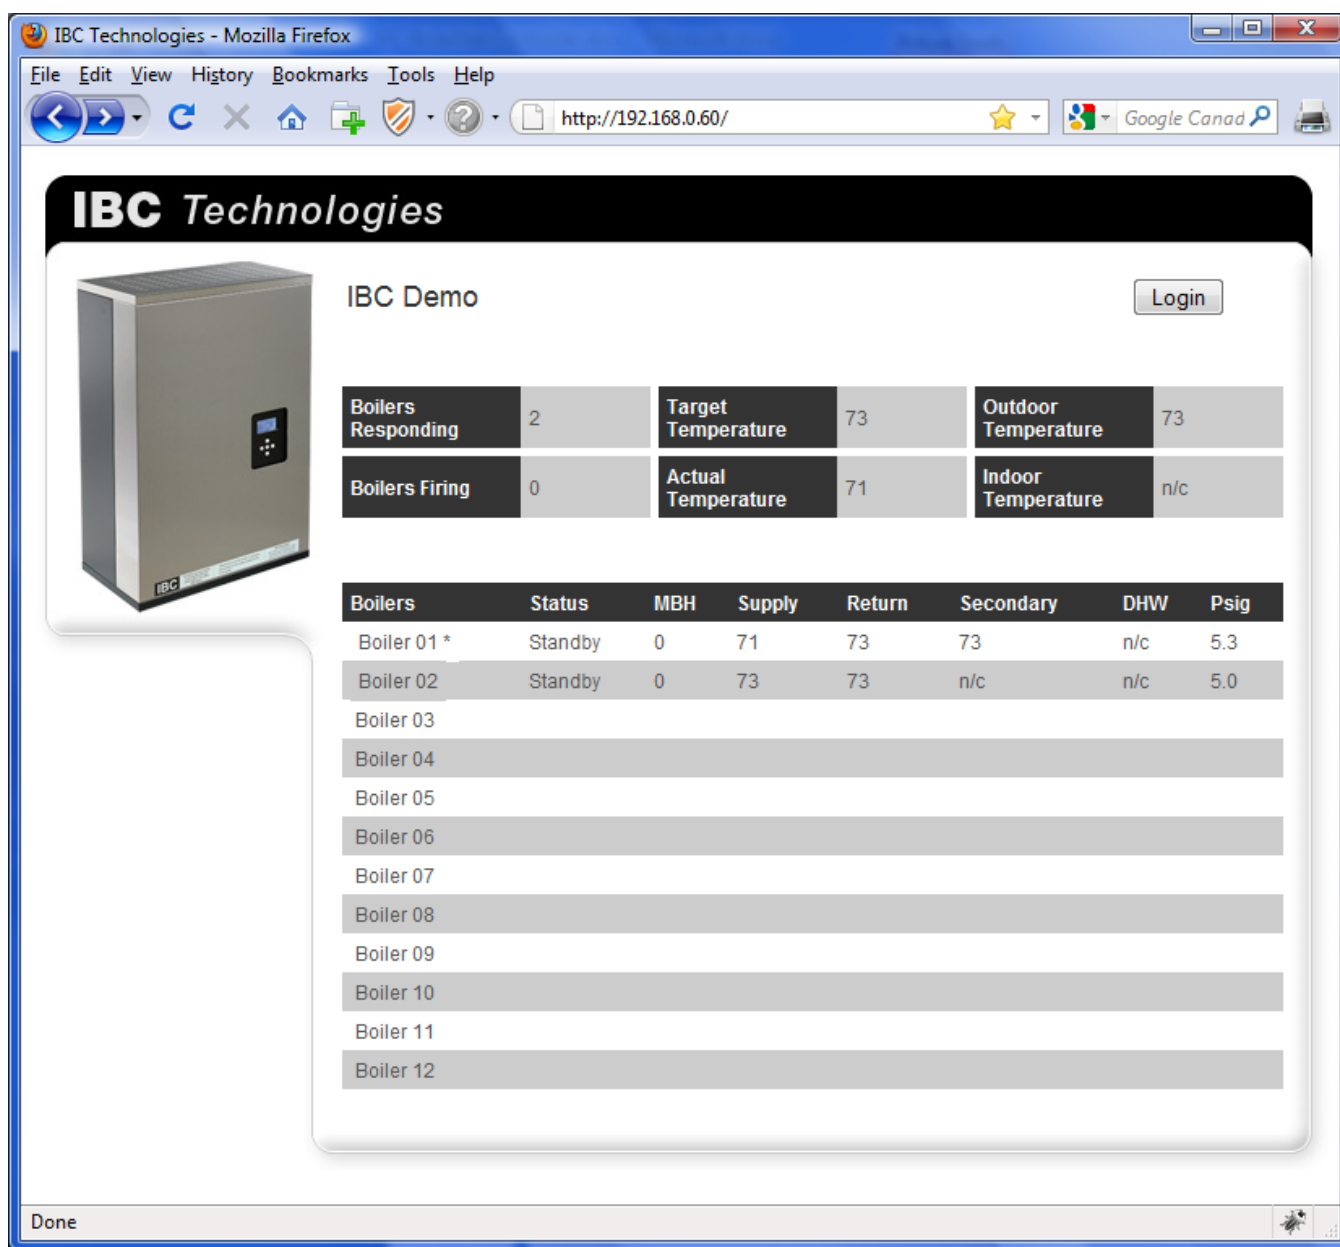 IBC Technologies - Mozilla Firefox
File Edit View History Bookmarks Tools Help
http://192.168.0.60/
Google Canad
IBC Technologies
IBC Demo
Login
Boilers Responding 2 Target Temperature 73 Outdoor Temperature 73
Boilers Firing 0 Actual Temperature 71 Indoor Temperature n/c
IBC
Boilers Status MBH Supply Return Secondary DHW Psig
Boiler 01 * Standby 0 71 73 73 n/c 5.3
Boiler 02 Standby 0 73 73 n/c n/c 5.0
Boiler 03
Boiler 04
Boiler 05
Boiler 06
Boiler 07
Boiler 08
Boiler 09
Boiler 10
Boiler 11
Boiler 12
Done